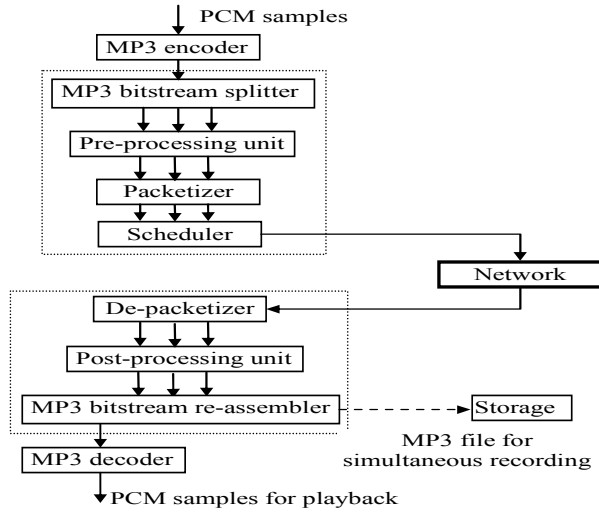 PCM samples
MP3 encoder
MP3 bitstream splitter
Pre-processing unit
Packetizer
Scheduler
Network
De-packetizer
Post-processing unit
MP3 bitstream re-assembler
Storage
MP3 file for
simultaneous recording
MP3 decoder
PCM samples for playback